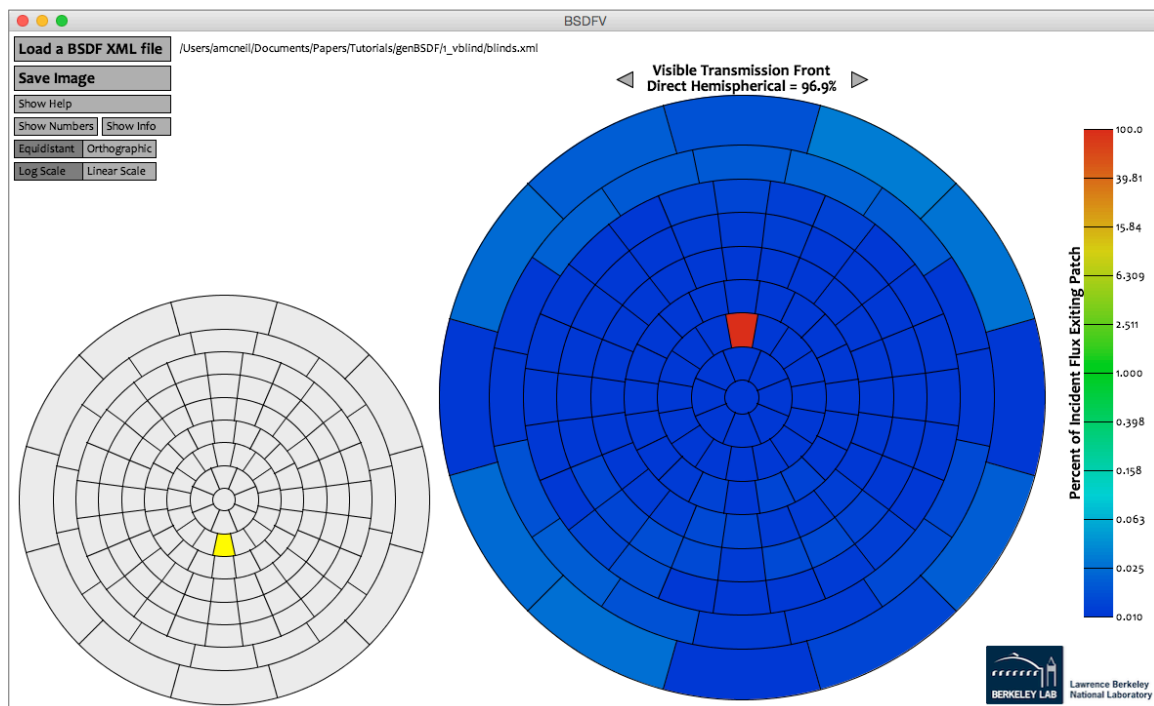 BSDFV
Load a BSDF XML file
/Users/amcneil/Documents/Papers/Tutorials/genBSDF/1_vblind/blinds.xml
Save Image
Show Help
Show Numbers
Show Info
Equidistant
Orthographic
Log Scale
Linear Scale
Visible Transmission Front
Direct Hemispherical = 96.9%
Percent of Incident Flux Exiting Patch
100.0
39.81
15.84
6.309
2.511
1.000
0.398
0.158
0.063
0.025
0.010
BERKELEY LAB
Lawrence Berkeley
National Laboratory